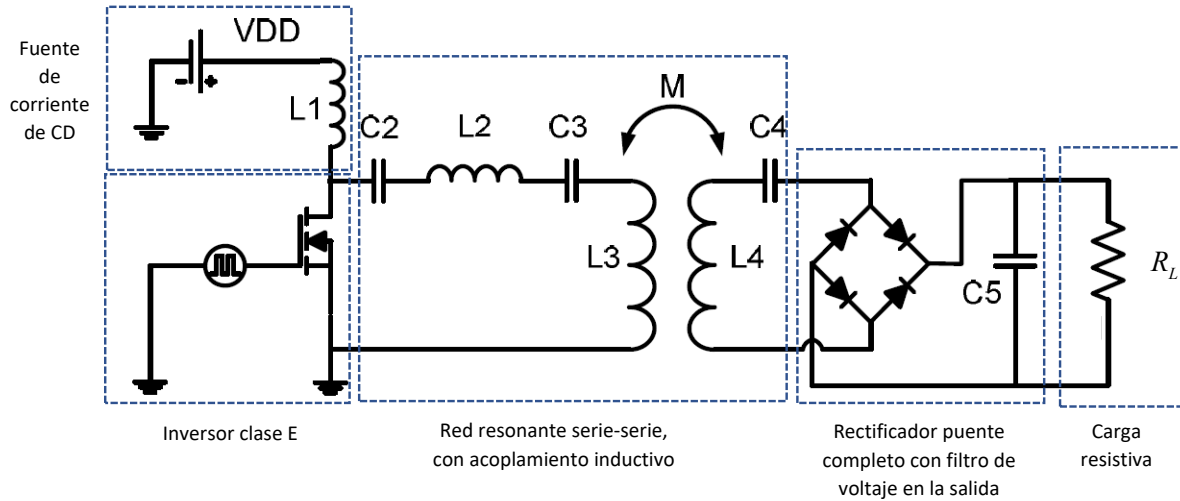 Fuente
de
corriente
de CD
VDD
- +
L1
C2
L2
C3
M
C4
L3
L4
C5
R_L
Inversor clase E
Red resonante serie-serie,
con acoplamiento inductivo
Rectificador puente
completo con filtro de
voltaje en la salida
Carga
resistiva